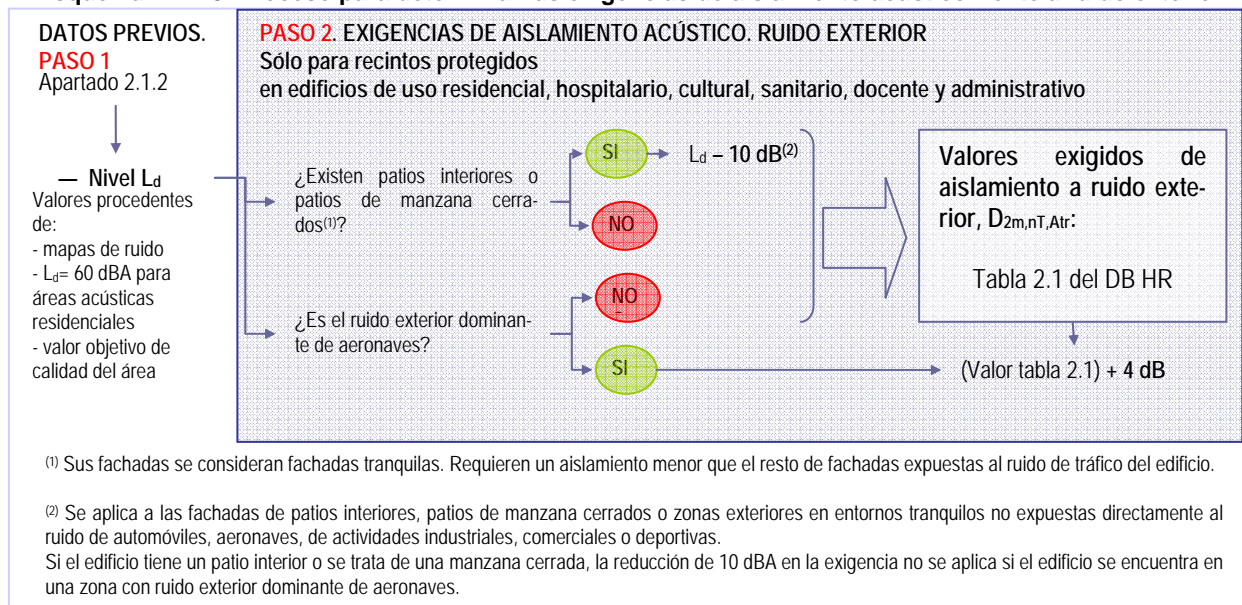 DATOS PREVIOS.
PASO 1
Apartado 2.1.2
— Nivel Ld
Valores procedentes
de:
- mapas de ruido
- Ld= 60 dBA para
áreas acústicas
residenciales
- valor objetivo de
calidad del área
PASO 2. EXIGENCIAS DE AISLAMIENTO ACÚSTICO. RUIDO EXTERIOR
Sólo para recintos protegidos
en edificios de uso residencial, hospitalario, cultural, sanitario, docente y administrativo
¿Existen patios interiores o
patios de manzana cerra-
dos(1)?
SI
Ld – 10 dB(2)
NO
¿Es el ruido exterior dominan-
te de aeronaves?
NO
SI
Valores exigidos de
aislamiento a ruido exte-
rior, D2m,nT,Atr:
Tabla 2.1 del DB HR
(Valor tabla 2.1) + 4 dB
(1) Sus fachadas se consideran fachadas tranquilas. Requieren un aislamiento menor que el resto de fachadas expuestas al ruido de tráfico del edificio.
(2) Se aplica a las fachadas de patios interiores, patios de manzana cerrados o zonas exteriores en entornos tranquilos no expuestas directamente al
ruido de automóviles, aeronaves, de actividades industriales, comerciales o deportivas.
Si el edificio tiene un patio interior o se trata de una manzana cerrada, la reducción de 10 dBA en la exigencia no se aplica si el edificio se encuentra en
una zona con ruido exterior dominante de aeronaves.